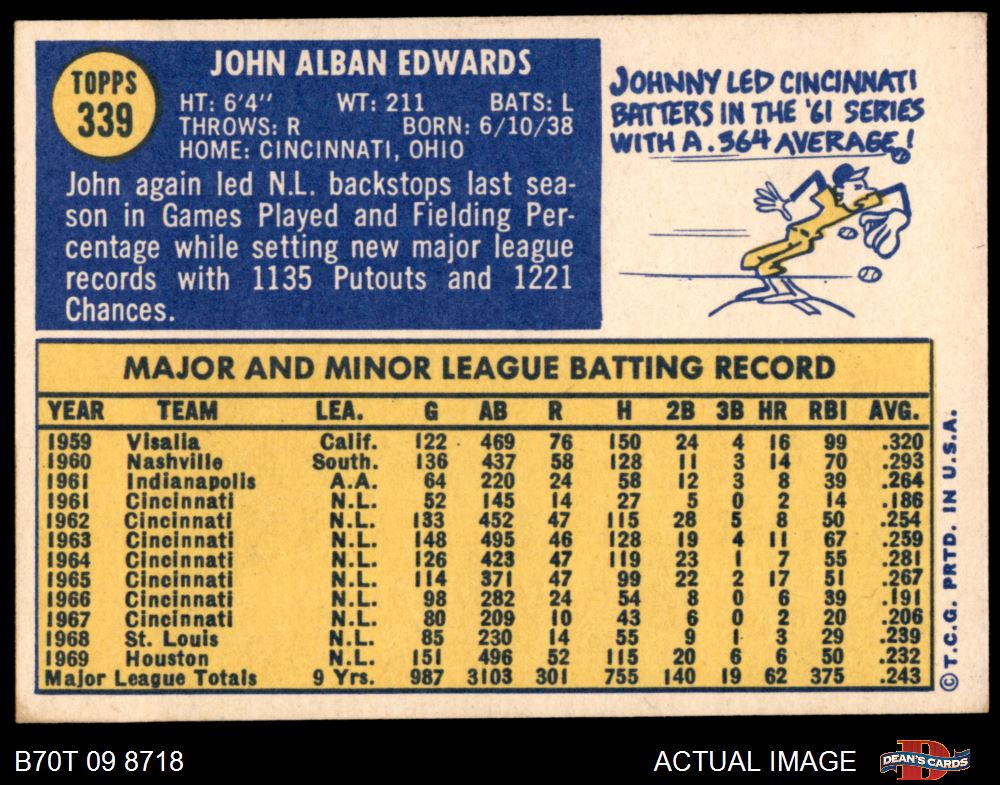 TOPPS
339
JOHN ALBAN EDWARDS
HT: 6'4" WT: 211 BATS: L
THROWS: R BORN: 6/10/38
HOME: CINCINNATI, OHIO
John again led N.L. backstops last sea-
son in Games Played and Fielding Per-
centage while setting new major league
records with 1135 Putouts and 1221
Chances.
JOHNNY LED CINCINNATI
BATTERS IN THE '61 SERIES
WITH A .364 AVERAGE!
MAJOR AND MINOR LEAGUE BATTING RECORD
YEAR TEAM LEA. G AB R H 2B 3B HR RBI AVG.
1959 Visalia Calif. 122 469 76 150 24 4 16 99 .320
1960 Nashville South. 136 437 58 128 11 3 14 70 .293
1961 Indianapolis A.A. 64 220 24 58 12 3 8 39 .264
1961 Cincinnati N.L. 52 145 14 27 5 0 2 14 .186
1962 Cincinnati N.L. 133 452 47 115 28 5 8 50 .254
1963 Cincinnati N.L. 148 495 46 128 19 4 11 67 .259
1964 Cincinnati N.L. 126 423 47 119 23 1 7 55 .281
1965 Cincinnati N.L. 114 371 47 99 22 2 17 51 .267
1966 Cincinnati N.L. 98 282 24 54 8 0 6 39 .191
1967 Cincinnati N.L. 80 209 10 43 6 0 2 20 .206
1968 St. Louis N.L. 85 230 14 55 9 1 3 29 .239
1969 Houston N.L. 151 496 52 115 20 6 6 50 .232
Major League Totals 9 Yrs. 987 3103 301 755 140 19 62 375 .243
©T.C.G. PRTD. IN U.S.A.
B70T 09 8718
ACTUAL IMAGE
D
DEAN'S CARDS